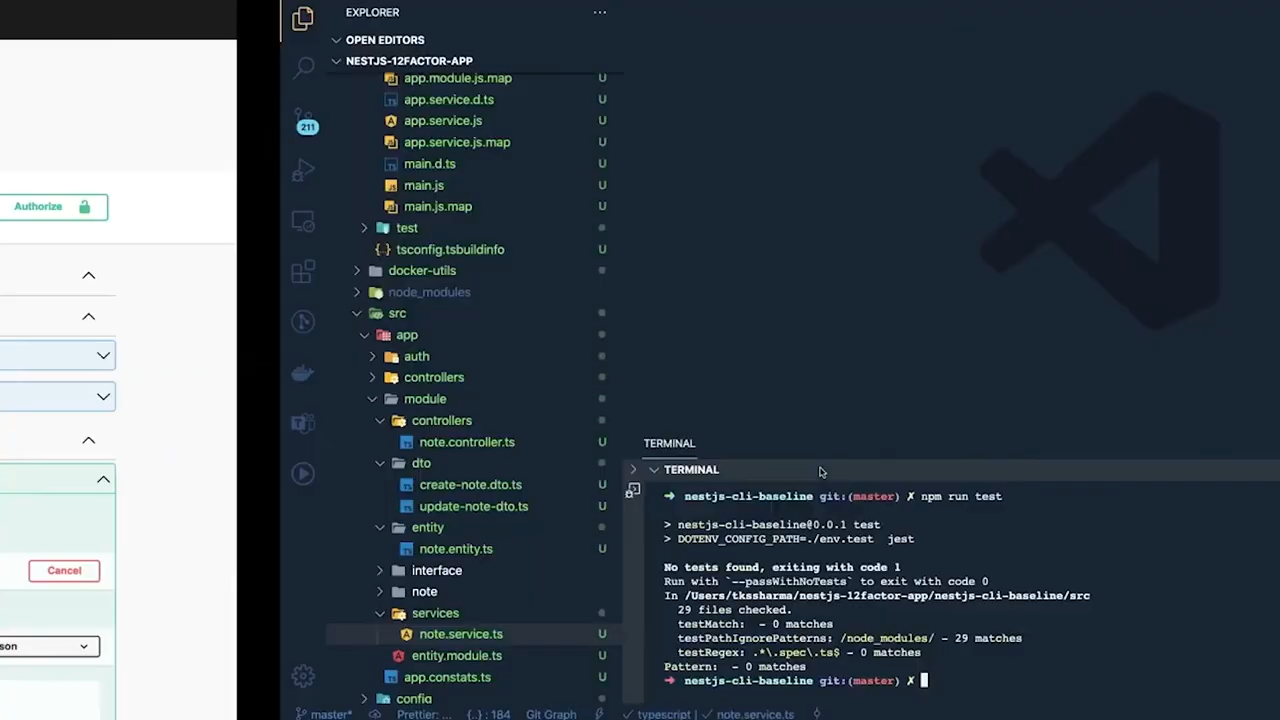 Authorize
Cancel
son
EXPLORER
OPEN EDITORS
NESTJS-12FACTOR-APP
app.module.js.map U
app.service.d.ts U
app.service.js U
app.service.js.map U
main.d.ts U
main.js U
main.js.map U
test
tsconfig.tsbuildinfo U
docker-utils
node_modules
src
app
auth
controllers
module
controllers
note.controller.ts U
dto
create-note.dto.ts U
update-note-dto.ts U
entity
note.entity.ts U
interface
note
services
note.service.ts U
entity.module.ts U
app.constats.ts U
config
211
TERMINAL
TERMINAL
➜ nestjs-cli-baseline git:(master) ✗ npm run test
> nestjs-cli-baseline@0.0.1 test
> DOTENV_CONFIG_PATH=./env.test jest
No tests found, exiting with code 1
Run with `--passWithNoTests` to exit with code 0
In /Users/tkssharma/nestjs-12factor-app/nestjs-cli-baseline/src
29 files checked.
testMatch: - 0 matches
testPathIgnorePatterns: /node_modules/ - 29 matches
testRegex: .*\.spec\.ts$ - 0 matches
Pattern: - 0 matches
➜ nestjs-cli-baseline git:(master) ✗
master* Prettier: ... {..} : 184 Git Graph ✓ typescript | ✓ note.service.ts